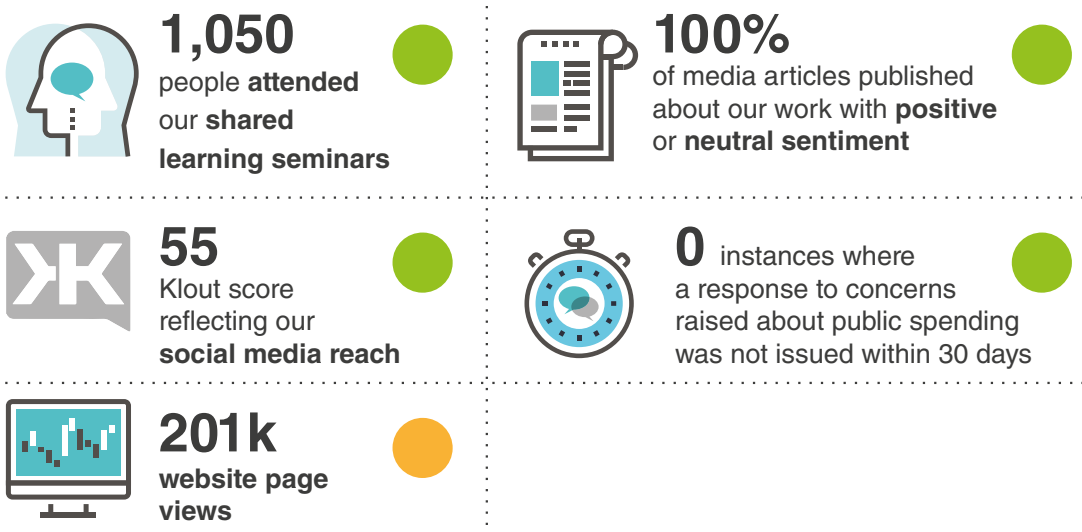 1,050
people attended
our shared
learning seminars
100%
of media articles published
about our work with positive
or neutral sentiment
55
Klout score
reflecting our
social media reach
0 instances where
a response to concerns
raised about public spending
was not issued within 30 days
201k
website page
views